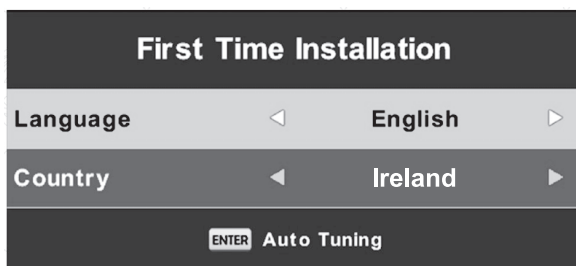 First Time Installation
Language English
Country Ireland
ENTER Auto Tuning